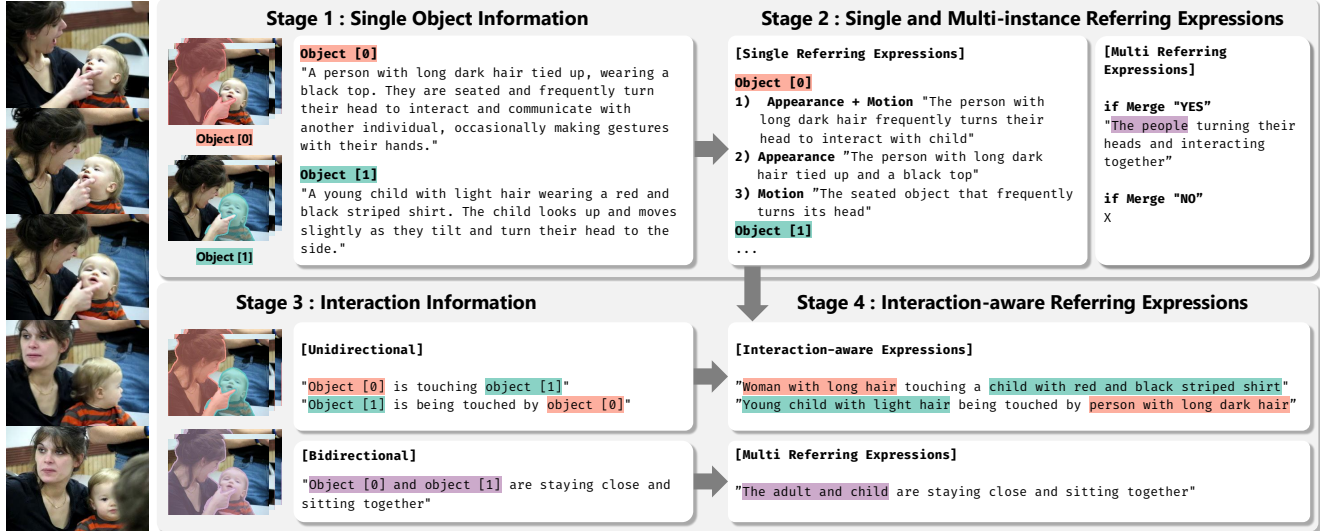 Stage 1 : Single Object Information
Object [0]
Object [1]
Object [0]
"A person with long dark hair tied up, wearing a
black top. They are seated and frequently turn
their head to interact and communicate with
another individual, occasionally making gestures
with their hands."
Object [1]
"A young child with light hair wearing a red and
black striped shirt. The child looks up and moves
slightly as they tilt and turn their head to the
side."
Stage 2 : Single and Multi-instance Referring Expressions
[Single Referring Expressions]
Object [0]
1) Appearance + Motion "The person with
long dark hair frequently turns their
head to interact with child"
2) Appearance ”The person with long dark
hair tied up and a black top"
3) Motion ”The seated object that frequently
turns its head"
Object [1]
...
[Multi Referring
Expressions]
if Merge "YES”
"The people turning their
heads and interacting
together”
if Merge "NO”
X
Stage 3 : Interaction Information
[Unidirectional]
"Object [0] is touching object [1]"
"Object [1] is being touched by object [0]"
[Bidirectional]
"Object [0] and object [1] are staying close and
sitting together"
Stage 4 : Interaction-aware Referring Expressions
[Interaction-aware Expressions]
”Woman with long hair touching a child with red and black striped shirt"
”Young child with light hair being touched by person with long dark hair”
[Multi Referring Expressions]
”The adult and child are staying close and sitting together"